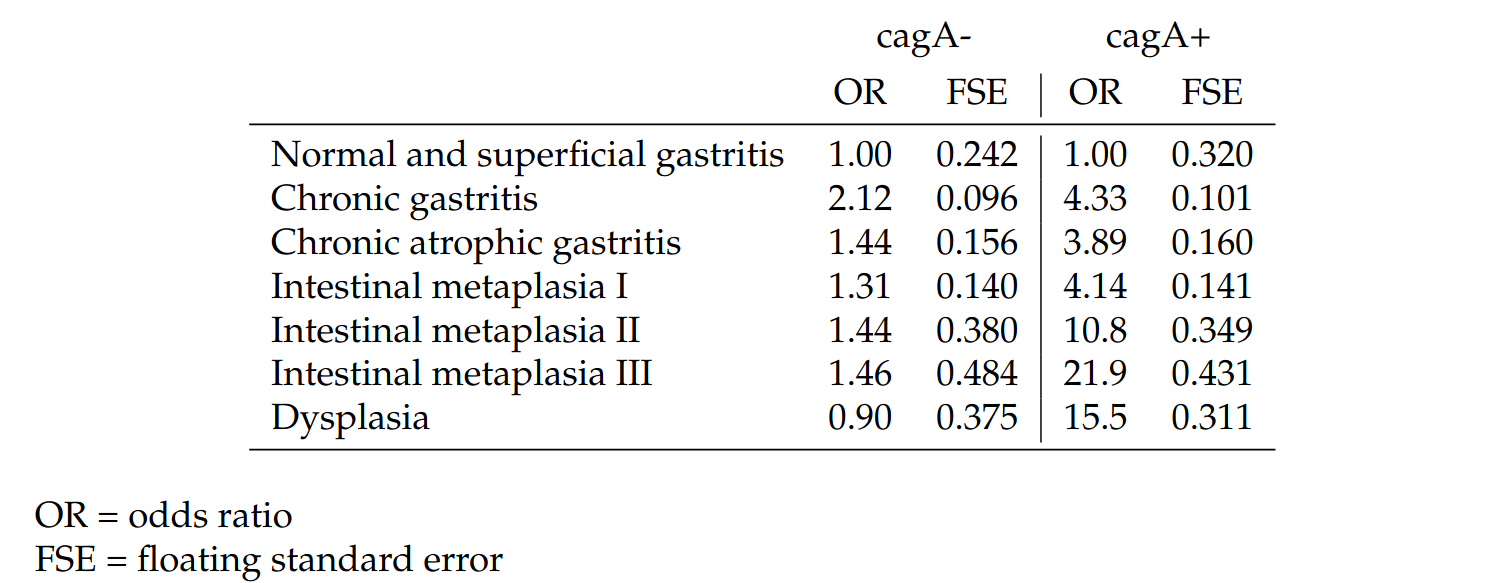 cagA- cagA+
OR FSE OR FSE
Normal and superficial gastritis 1.00 0.242 1.00 0.320
Chronic gastritis 2.12 0.096 4.33 0.101
Chronic atrophic gastritis 1.44 0.156 3.89 0.160
Intestinal metaplasia I 1.31 0.140 4.14 0.141
Intestinal metaplasia II 1.44 0.380 10.8 0.349
Intestinal metaplasia III 1.46 0.484 21.9 0.431
Dysplasia 0.90 0.375 15.5 0.311
OR = odds ratio
FSE = floating standard error